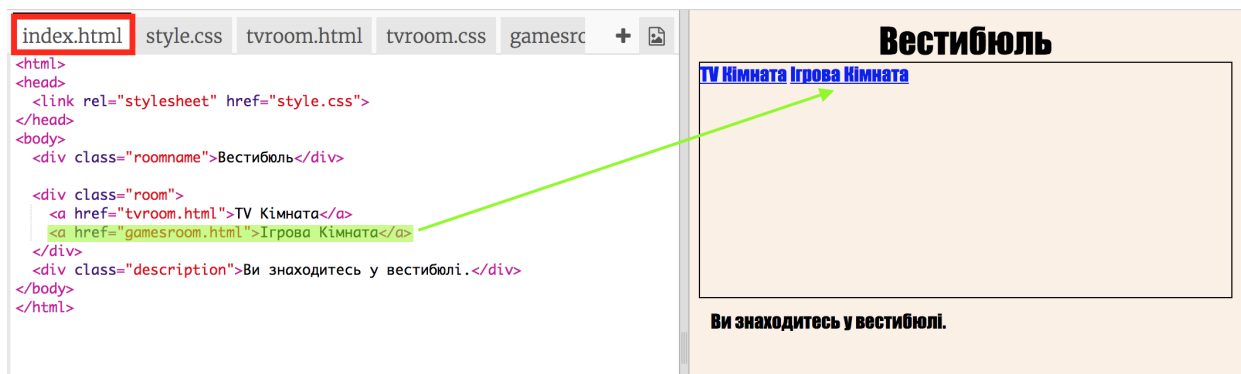 index.html style.css tvroom.html tvroom.css gamesrc +
<html>
<head>
<link rel="stylesheet" href="style.css">
</head>
<body>
<div class="roomname">Вестибюль</div>
<div class="room">
<a href="tvroom.html">TV Кімната</a>
<a href="gamesroom.html">Ігрова Кімната</a>
</div>
<div class="description">Ви знаходитесь у вестибюлі.</div>
</body>
</html>
Вестибюль
TV Кімната Ігрова Кімната
Ви знаходитесь у вестибюлі.